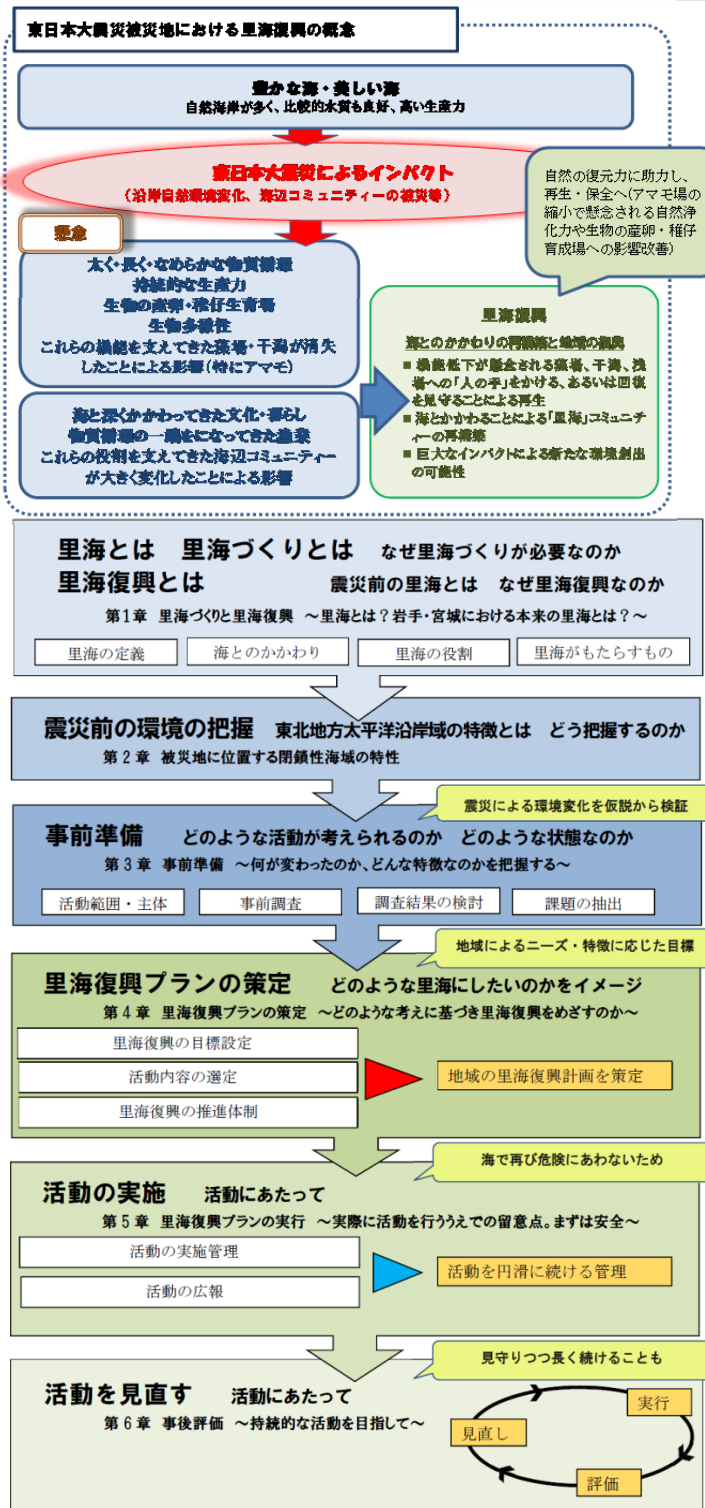 東日本大震災被災地における里海復興の概念
豊かな海・美しい海
自然海岸が多く、比較的水質も良好、高い生産力
東日本大震災によるインパクト
(沿岸自然環境変化、海辺コミュニティーの被災等)
自然の復元力に助力し、
再生・保全へ(アマモ場の
縮小で懸念される自然浄
化力や生物の産卵・稚仔
育成場への影響改善)
懸念
太く・長く・なめらかな物質循環
持続的な生産力
生物の産卵・稚仔生育場
生物多様性
これらの機能を支えてきた藻場・干潟が消失
したことによる影響(特にアマモ)
海と深くかかわってきた文化・暮らし
物質循環の一端をになってきた漁業
これらの役割を支えてきた海辺コミュニティー
が大きく変化したことによる影響
里海復興
海とのかかわりの再構築と地域の復興
■ 機能低下が懸念される藻場、干潟、浅
場への「人の手」をかける、あるいは回復
を見守ることによる再生
■ 海とかかわることによる「里海」コミュニテ
ィーの再構築
■ 巨大なインパクトによる新たな環境創出
の可能性
里海とは 里海づくりとは なぜ里海づくりが必要なのか
里海復興とは 震災前の里海とは なぜ里海復興なのか
第1章 里海づくりと里海復興 ～里海とは?岩手・宮城における本来の里海とは?～
里海の定義 海とのかかわり 里海の役割 里海がもたらすもの
震災前の環境の把握 東北地方太平洋沿岸域の特徴とは どう把握するのか
第2章 被災地に位置する閉鎖性海域の特性
震災による環境変化を仮説から検証
事前準備 どのような活動が考えられるのか どのような状態なのか
第3章 事前準備 ～何が変わったのか、どんな特徴なのかを把握する～
活動範囲・主体 事前調査 調査結果の検討 課題の抽出
地域によるニーズ・特徴に応じた目標
里海復興プランの策定 どのような里海にしたいのかをイメージ
第4章 里海復興プランの策定 ～どのような考えに基づき里海復興をめざすのか～
里海復興の目標設定
活動内容の選定
里海復興の推進体制
地域の里海復興計画を策定
海で再び危険にあわないため
活動の実施 活動にあたって
第5章 里海復興プランの実行 ～実際に活動を行ううえでの留意点。まずは安全～
活動の実施管理
活動の広報
活動を円滑に続ける管理
見守りつつ長く続けることも
活動を見直す 活動にあたって
第6章 事後評価 ～持続的な活動を目指して～
実行
見直し
評価